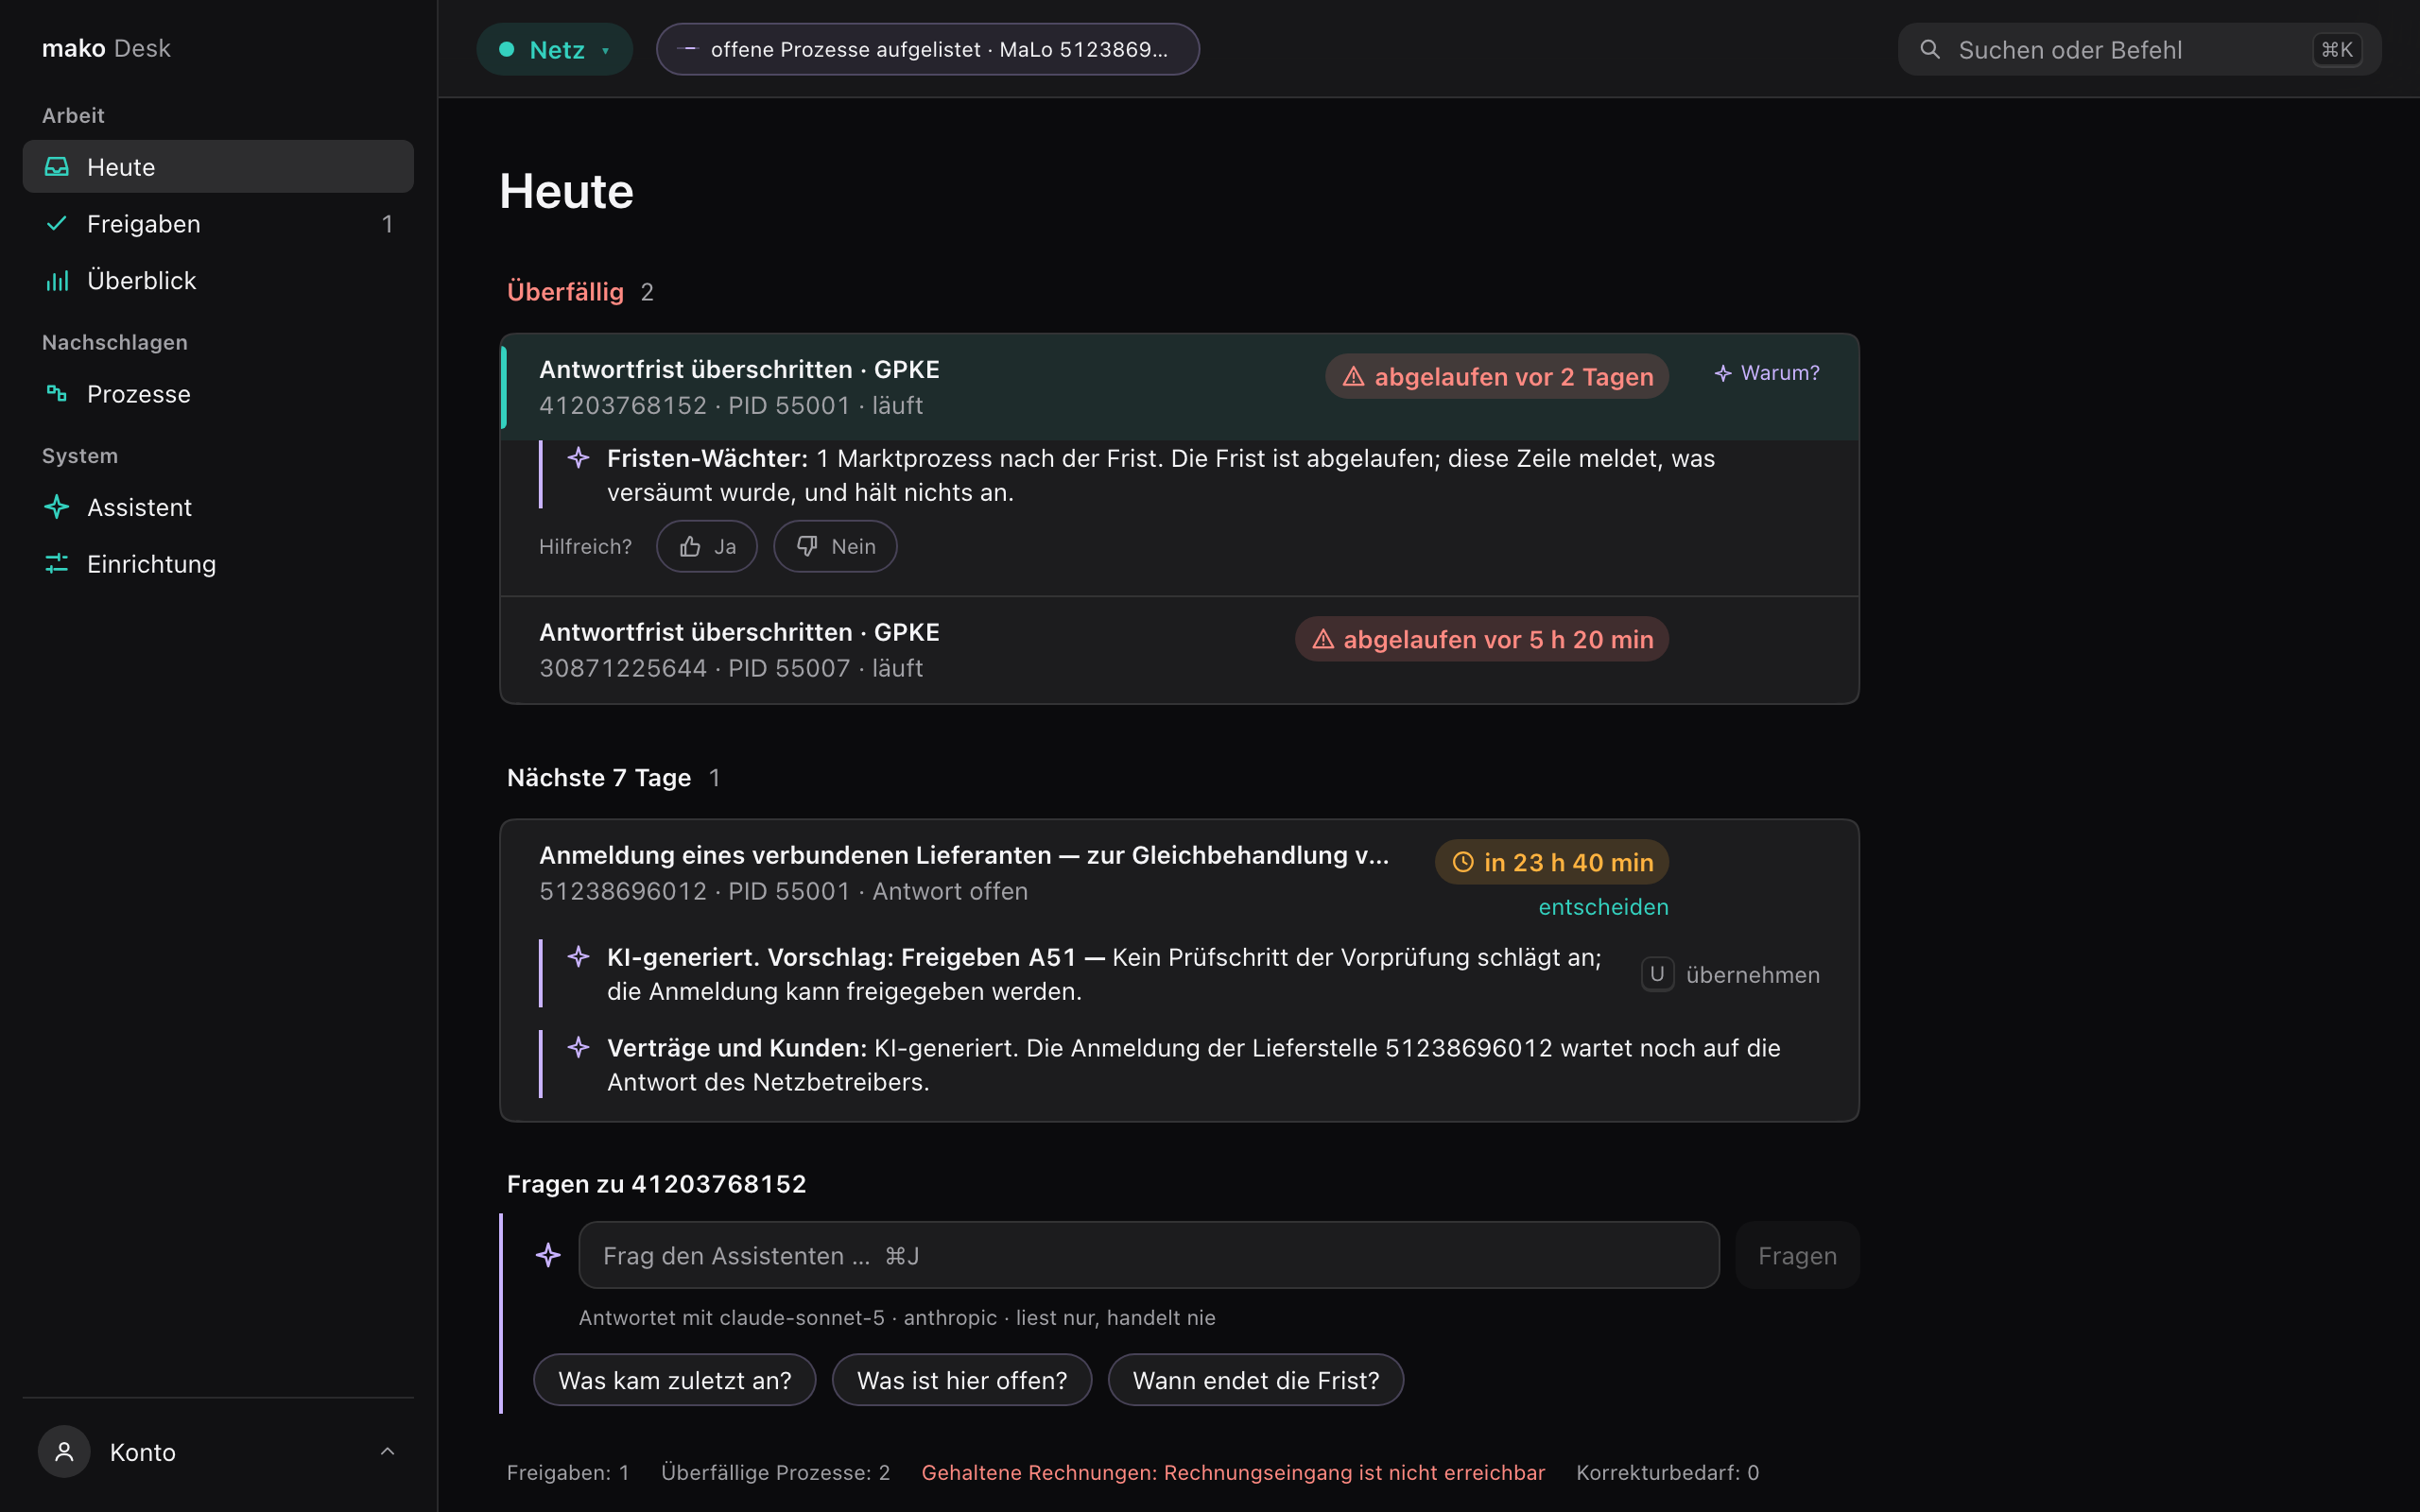 mako Desk
Arbeit
Heute
Freigaben 1
Überblick
Nachschlagen
Prozesse
System
Assistent
Einrichtung
Konto
Netz
offene Prozesse aufgelistet · MaLo 5123869…
Suchen oder Befehl ⌘K
Heute
Überfällig 2
Antwortfrist überschritten · GPKE
41203768152 · PID 55001 · läuft
abgelaufen vor 2 Tagen
Warum?
Fristen-Wächter: 1 Marktprozess nach der Frist. Die Frist ist abgelaufen; diese Zeile meldet, was
versäumt wurde, und hält nichts an.
Hilfreich? Ja Nein
Antwortfrist überschritten · GPKE
30871225644 · PID 55007 · läuft
abgelaufen vor 5 h 20 min
Nächste 7 Tage 1
Anmeldung eines verbundenen Lieferanten — zur Gleichbehandlung v…
51238696012 · PID 55001 · Antwort offen
in 23 h 40 min
entscheiden
KI-generiert. Vorschlag: Freigeben A51 — Kein Prüfschritt der Vorprüfung schlägt an;
die Anmeldung kann freigegeben werden.
U übernehmen
Verträge und Kunden: KI-generiert. Die Anmeldung der Lieferstelle 51238696012 wartet noch auf die
Antwort des Netzbetreibers.
Fragen zu 41203768152
Frag den Assistenten … ⌘J
Fragen
Antwortet mit claude-sonnet-5 · anthropic · liest nur, handelt nie
Was kam zuletzt an?
Was ist hier offen?
Wann endet die Frist?
Freigaben: 1 Überfällige Prozesse: 2 Gehaltene Rechnungen: Rechnungseingang ist nicht erreichbar Korrekturbedarf: 0